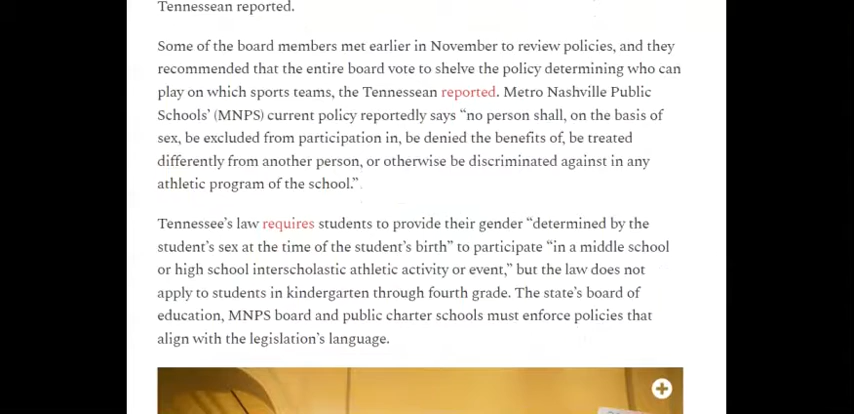 Tennessean reported.
Some of the board members met earlier in November to review policies, and they
recommended that the entire board vote to shelve the policy determining who can
play on which sports teams, the Tennessean reported. Metro Nashville Public
Schools’ (MNPS) current policy reportedly says “no person shall, on the basis of
sex, be excluded from participation in, be denied the benefits of, be treated
differently from another person, or otherwise be discriminated against in any
athletic program of the school.”
Tennessee’s law requires students to provide their gender “determined by the
student’s sex at the time of the student’s birth” to participate “in a middle school
or high school interscholastic athletic activity or event,” but the law does not
apply to students in kindergarten through fourth grade. The state’s board of
education, MNPS board and public charter schools must enforce policies that
align with the legislation’s language.